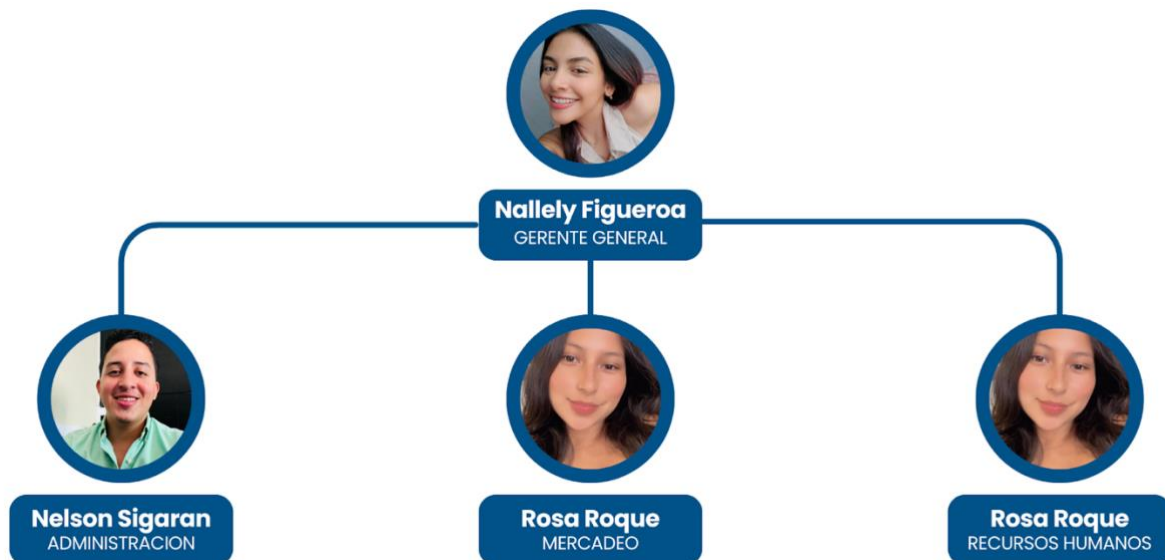 Nallely Figueroa
GERENTE GENERAL
Nelson Sigaran
ADMINISTRACION
Rosa Roque
MERCADEO
Rosa Roque
RECURSOS HUMANOS